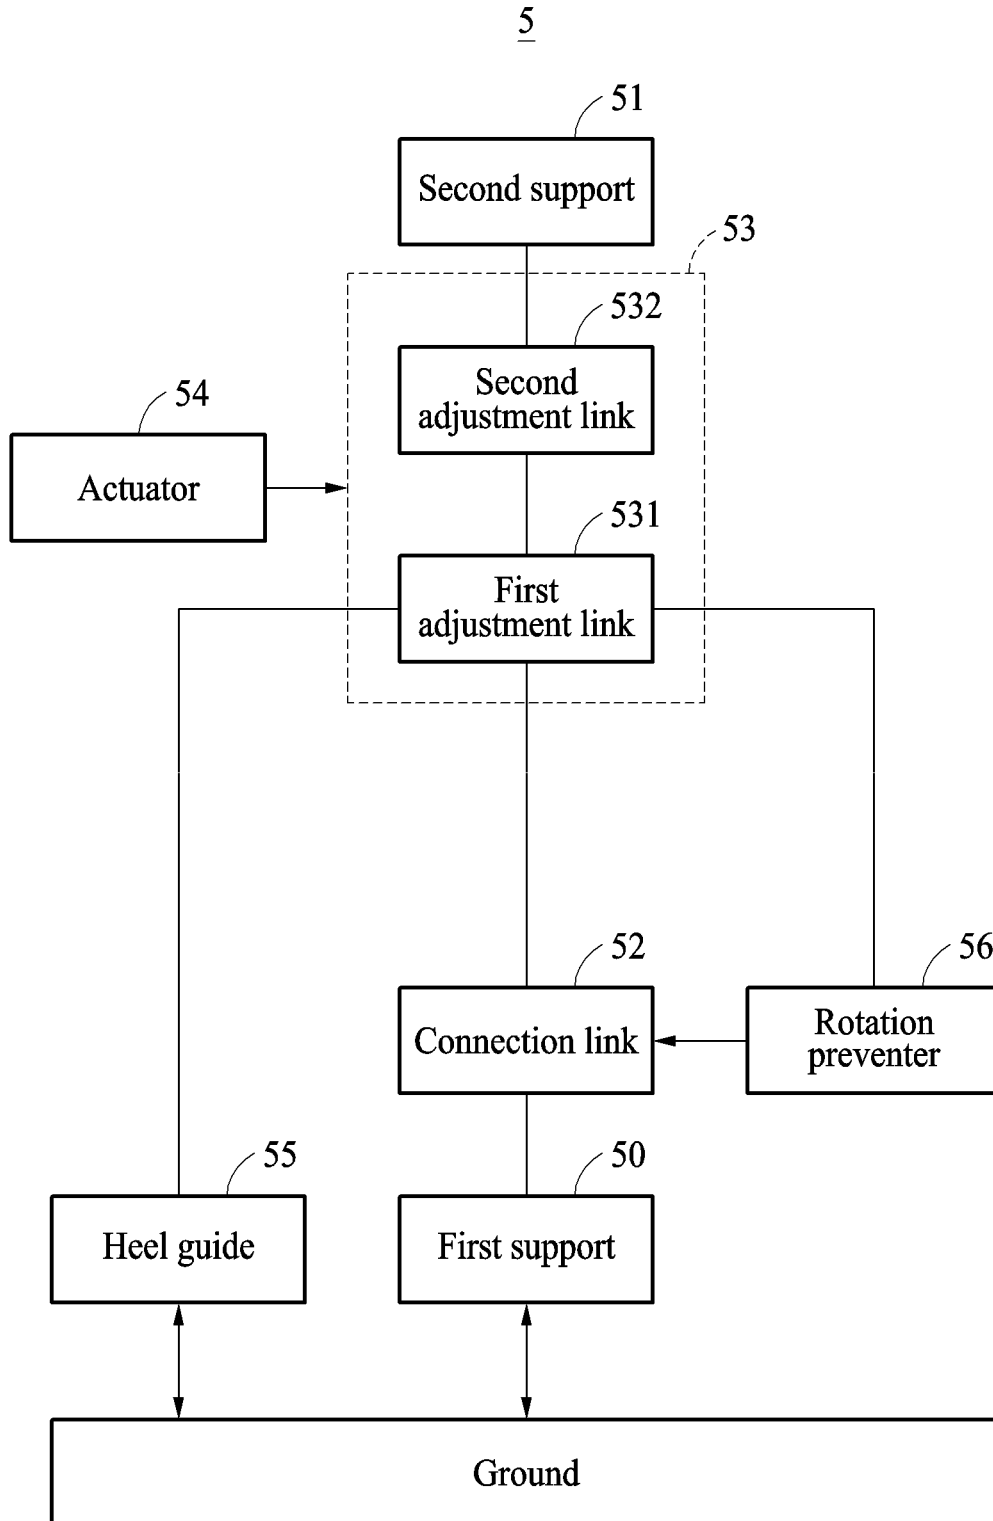 5
51
Second support
53
532
Second
adjustment link
54
Actuator
531
First
adjustment link
52
Connection link
56
Rotation
preventer
55
Heel guide
50
First support
Ground